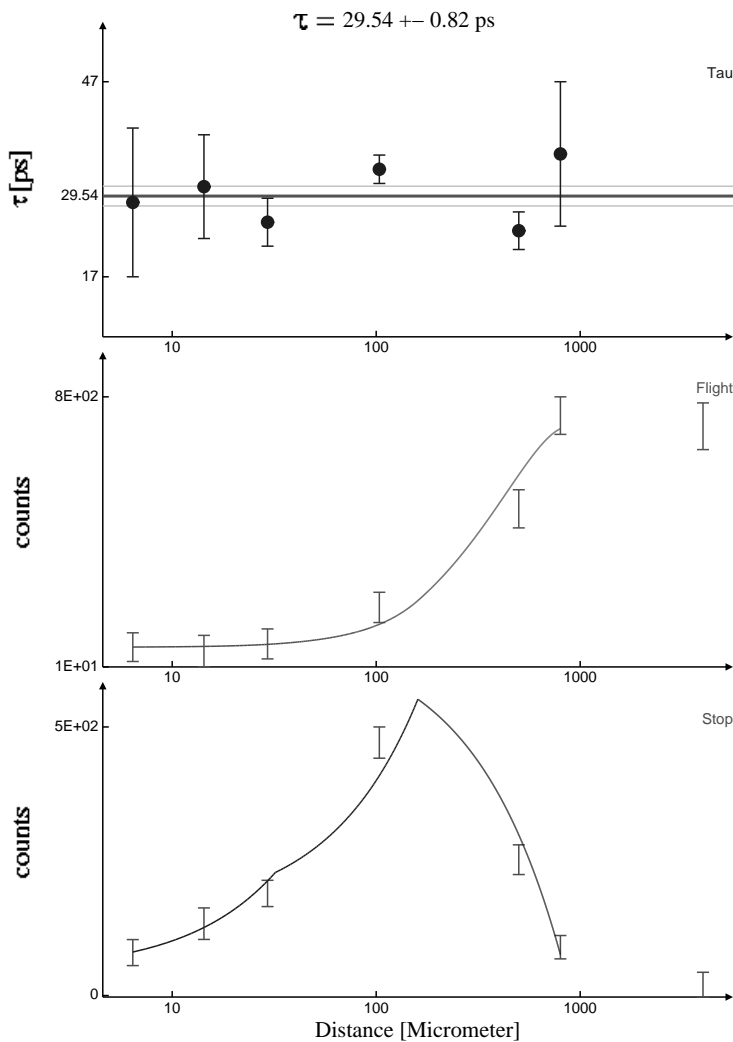 τ = 29.54 +− 0.82 ps
47
Tau
τ [ps]
29.54
17
10 100 1000
8E+02
Flight
counts
1E+01
10 100 1000
5E+02
Stop
counts
0
10 100 1000
Distance [Micrometer]